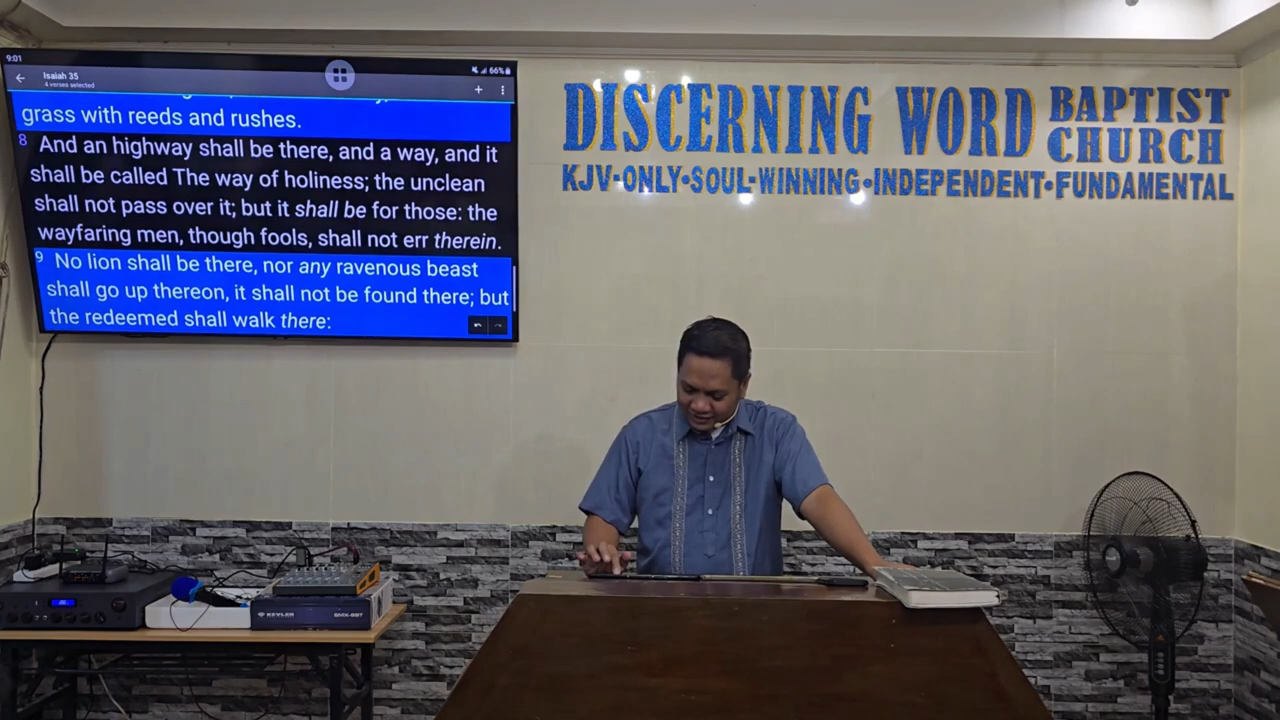 9:01
66%
Isaiah 35
4 verses selected
grass with reeds and rushes.
8 And an highway shall be there, and a way, and it
shall be called The way of holiness; the unclean
shall not pass over it; but it shall be for those: the
wayfaring men, though fools, shall not err therein.
9 No lion shall be there, nor any ravenous beast
shall go up thereon, it shall not be found there; but
the redeemed shall walk there:
DISCERNING WORD BAPTIST
CHURCH
KJV-ONLY•SOUL-WINNING•INDEPENDENT•FUNDAMENTAL
KEVLER